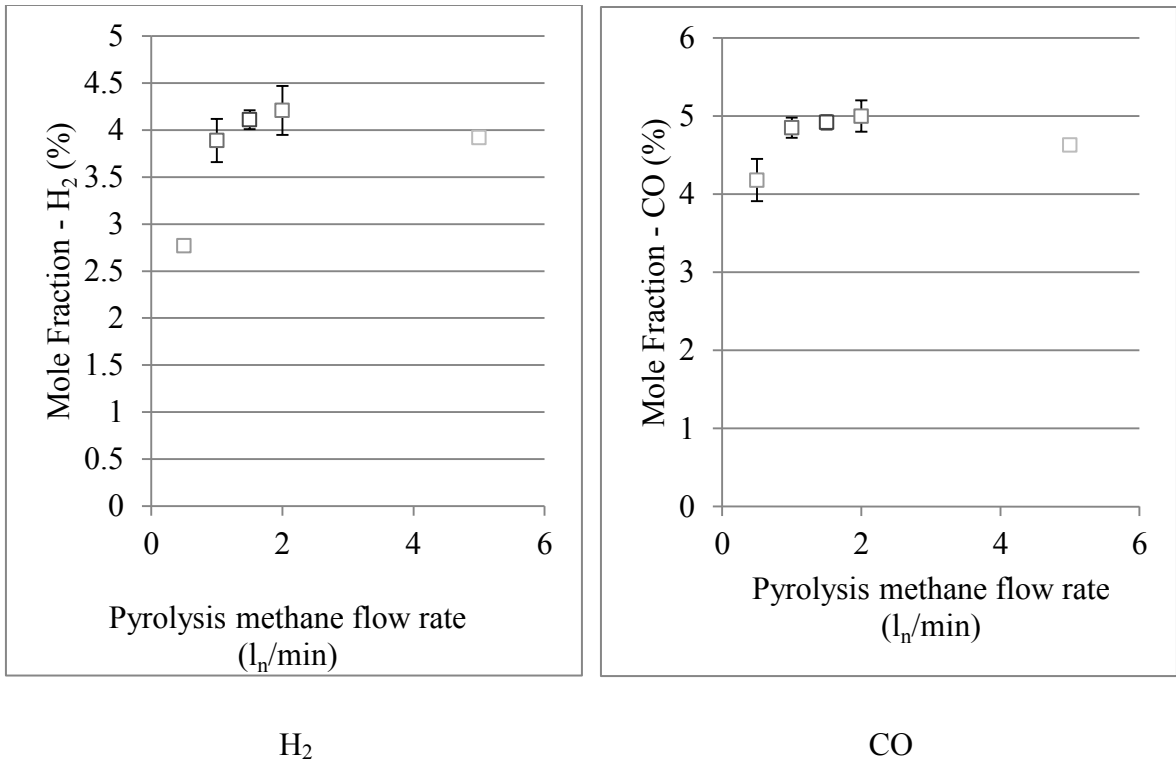 Mole Fraction - H₂ (%)
5
4.5
4
3.5
3
2.5
2
1.5
1
0.5
0
0 2 4 6
Pyrolysis methane flow rate
(lₙ/min)
Mole Fraction - CO (%)
6
5
4
3
2
1
0
0 2 4 6
Pyrolysis methane flow rate
(lₙ/min)
H₂
CO